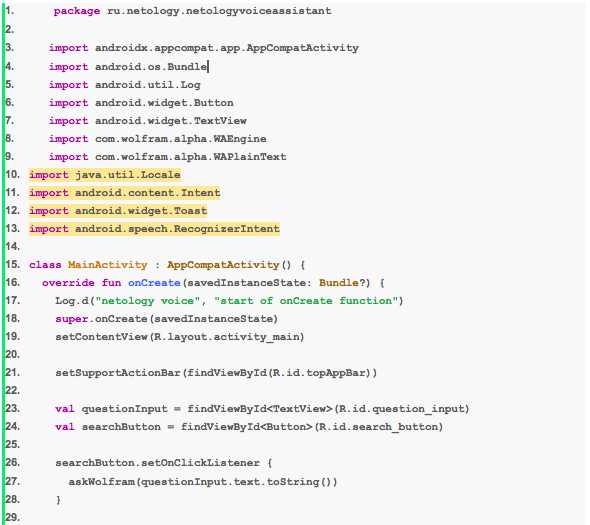 1. package ru.netology.netologyvoiceassistant
2.
3. import androidx.appcompat.app.AppCompatActivity
4. import android.os.Bundle
5. import android.util.Log
6. import android.widget.Button
7. import android.widget.TextView
8. import com.wolfram.alpha.WAEngine
9. import com.wolfram.alpha.WAPlainText
10. import java.util.Locale
11. import android.content.Intent
12. import android.widget.Toast
13. import android.speech.RecognizerIntent
14.
15. class MainActivity : AppCompatActivity() {
16. override fun onCreate(savedInstanceState: Bundle?) {
17. Log.d("netology voice", "start of onCreate function")
18. super.onCreate(savedInstanceState)
19. setContentView(R.layout.activity_main)
20.
21. setSupportActionBar(findViewById(R.id.topAppBar))
22.
23. val questionInput = findViewById<TextView>(R.id.question_input)
24. val searchButton = findViewById<Button>(R.id.search_button)
25.
26. searchButton.setOnClickListener {
27. askWolfram(questionInput.text.toString())
28. }
29.